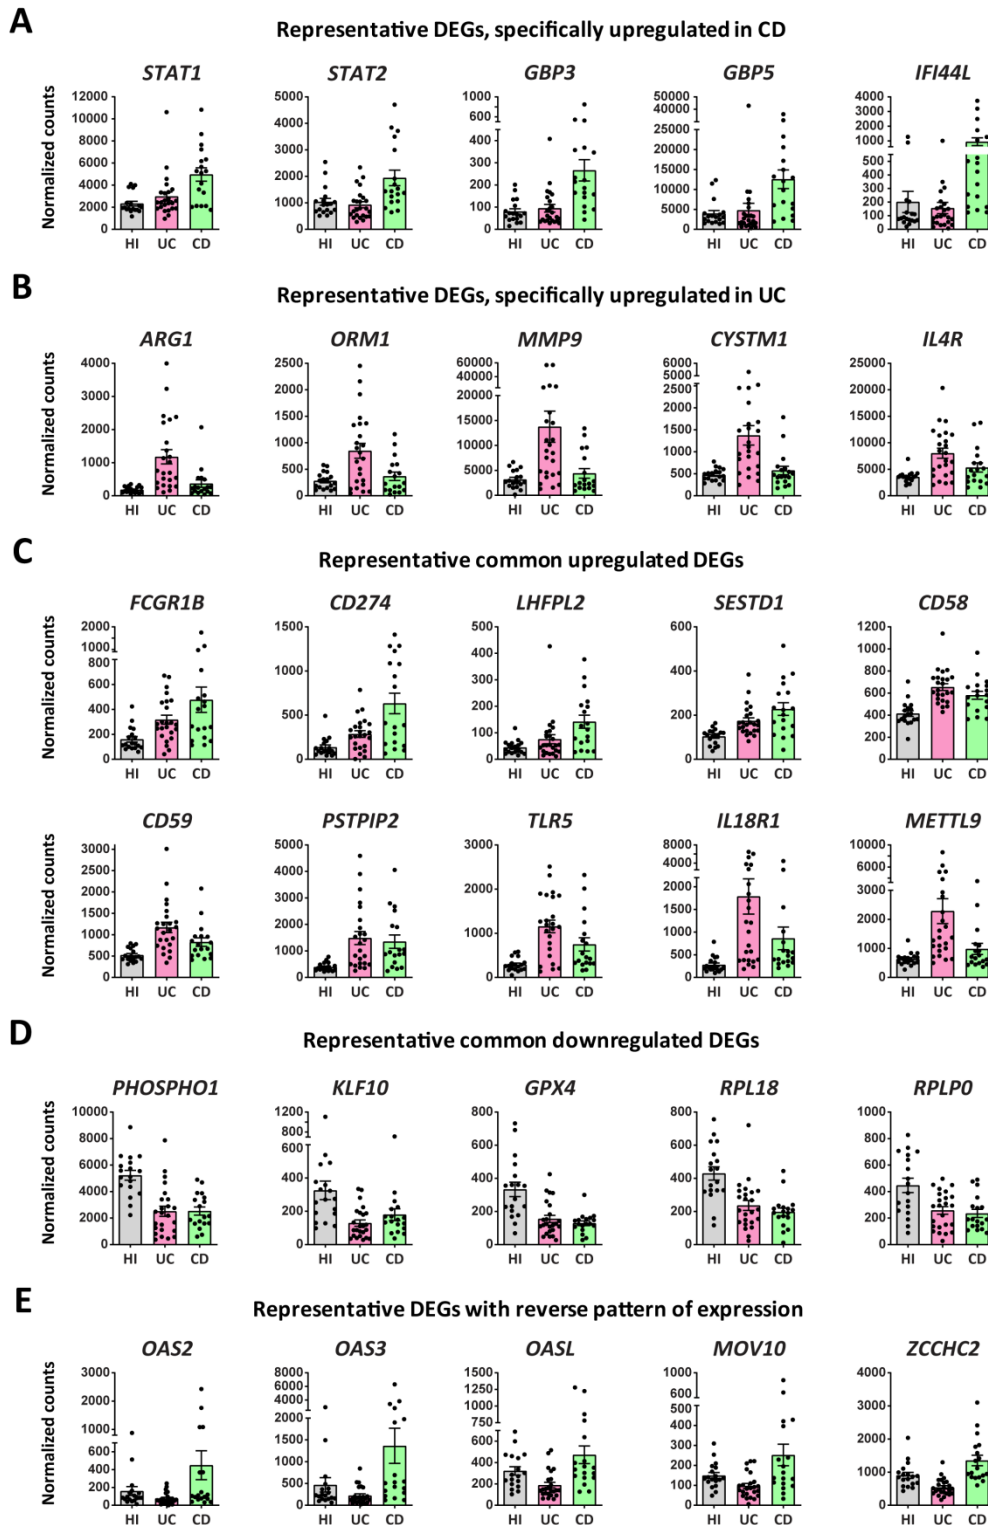 A
Representative DEGs, specifically upregulated in CD
STAT1 STAT2 GBP3 GBP5 IFI44L
Normalized counts
12000 10000 8000 6000 4000 2000 0
5000 4000 3000 2000 1000 0
1000 800 600 400 300 200 100 0
50000 40000 30000 25000 20000 15000 10000 5000 0
4000 3000 2000 1000 500 400 300 200 100 0
HI UC CD HI UC CD HI UC CD HI UC CD HI UC CD
B
Representative DEGs, specifically upregulated in UC
ARG1 ORM1 MMP9 CYSTM1 IL4R
Normalized counts
4000 3000 2000 1000 0
2500 2000 1500 1000 500 0
60000 40000 20000 15000 10000 5000 0
6000 5000 2500 2000 1500 1000 500 0
25000 20000 15000 10000 5000 0
HI UC CD HI UC CD HI UC CD HI UC CD HI UC CD
C
Representative common upregulated DEGs
FCGR1B CD274 LHFPL2 SESTD1 CD58
Normalized counts
2000 1000 800 600 400 200 0
1500 1000 500 0
500 400 300 200 100 0
600 400 200 0
1200 1000 800 600 400 200 0
HI UC CD HI UC CD HI UC CD HI UC CD HI UC CD
CD59 PSTPIP2 TLR5 IL18R1 METTL9
Normalized counts
3000 2500 2000 1500 1000 500 0
5000 4000 3000 2000 1000 0
3000 2000 1000 0
8000 4000 2000 1500 1000 500 0
10000 5000 3000 2000 1000 0
HI UC CD HI UC CD HI UC CD HI UC CD HI UC CD
D
Representative common downregulated DEGs
PHOSPHO1 KLF10 GPX4 RPL18 RPLP0
Normalized counts
10000 8000 6000 4000 2000 0
1200 800 400 200 0
800 600 400 200 0
800 600 400 200 0
1000 800 600 400 200 0
HI UC CD HI UC CD HI UC CD HI UC CD HI UC CD
E
Representative DEGs with reverse pattern of expression
OAS2 OAS3 OASL MOV10 ZCCHC2
Normalized counts
3000 2000 1000 600 400 200 0
8000 6000 4000 2000 1500 1000 500 0
1500 1250 1000 750 600 400 200 0
1000 500 400 300 200 100 0
4000 3000 2000 1000 0
HI UC CD HI UC CD HI UC CD HI UC CD HI UC CD